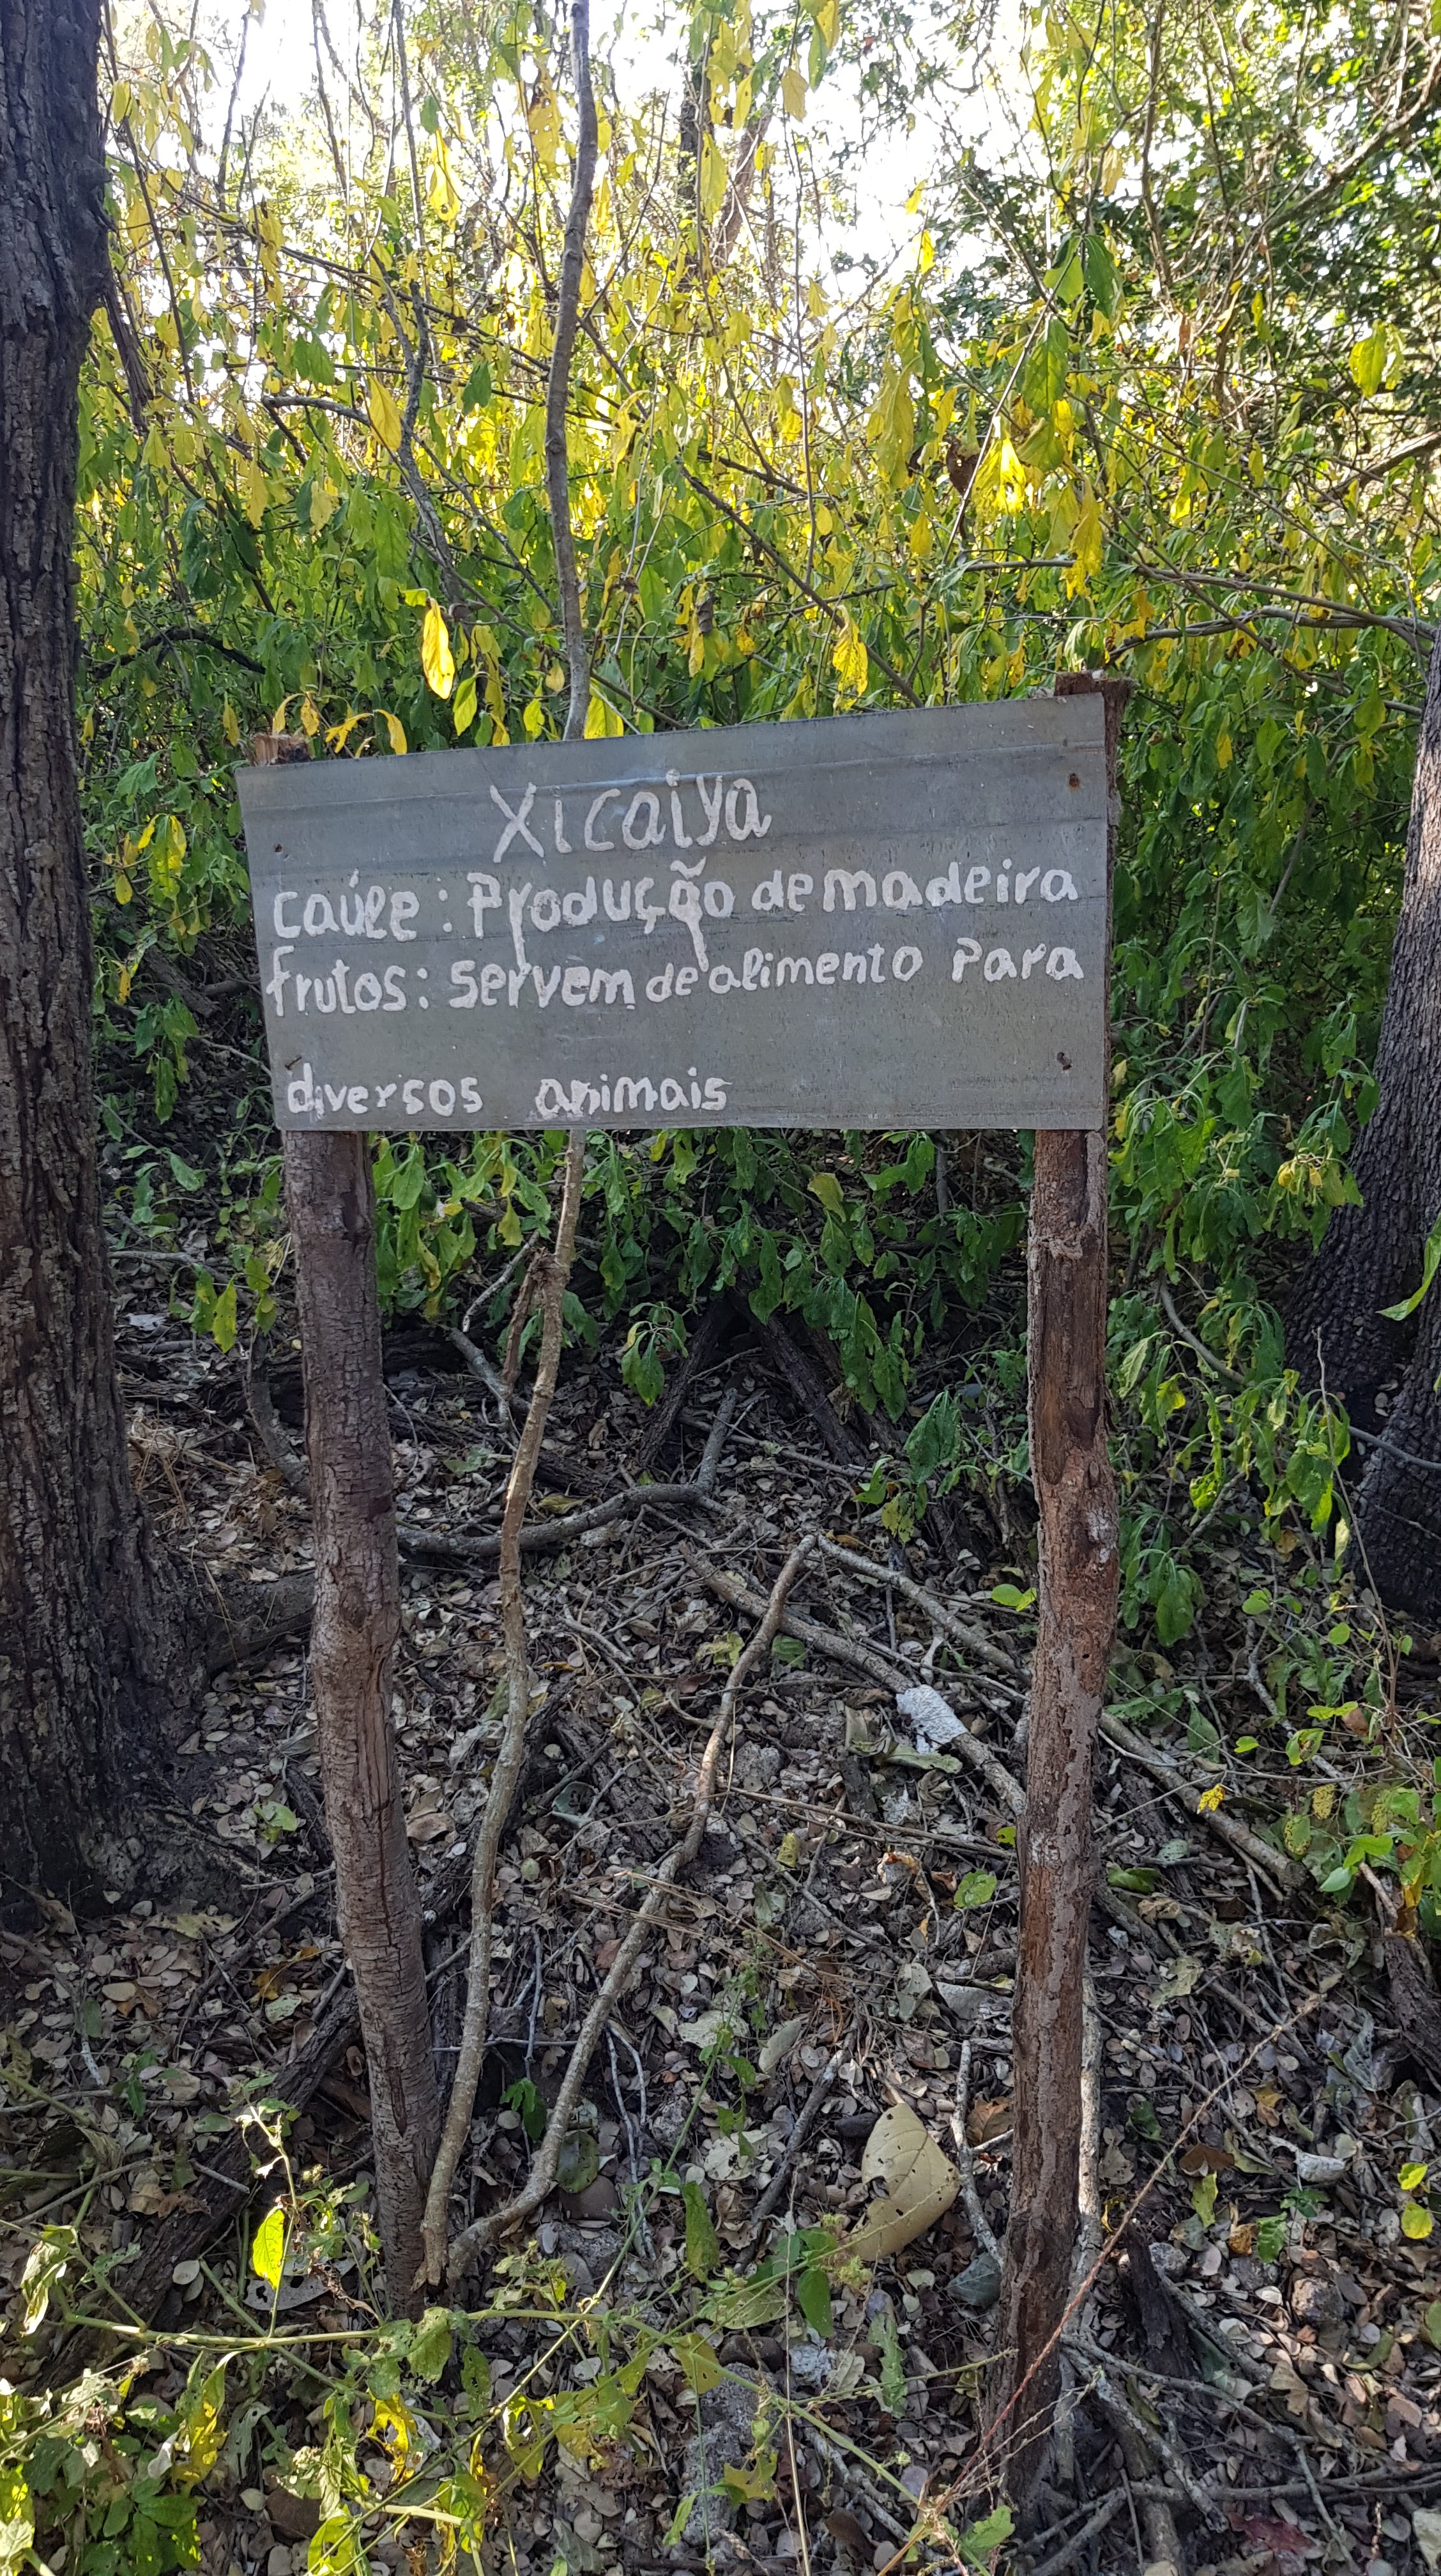 Xicaiya
caúle: Produção de madeira
frutos: servem de alimento Para
diversos animais